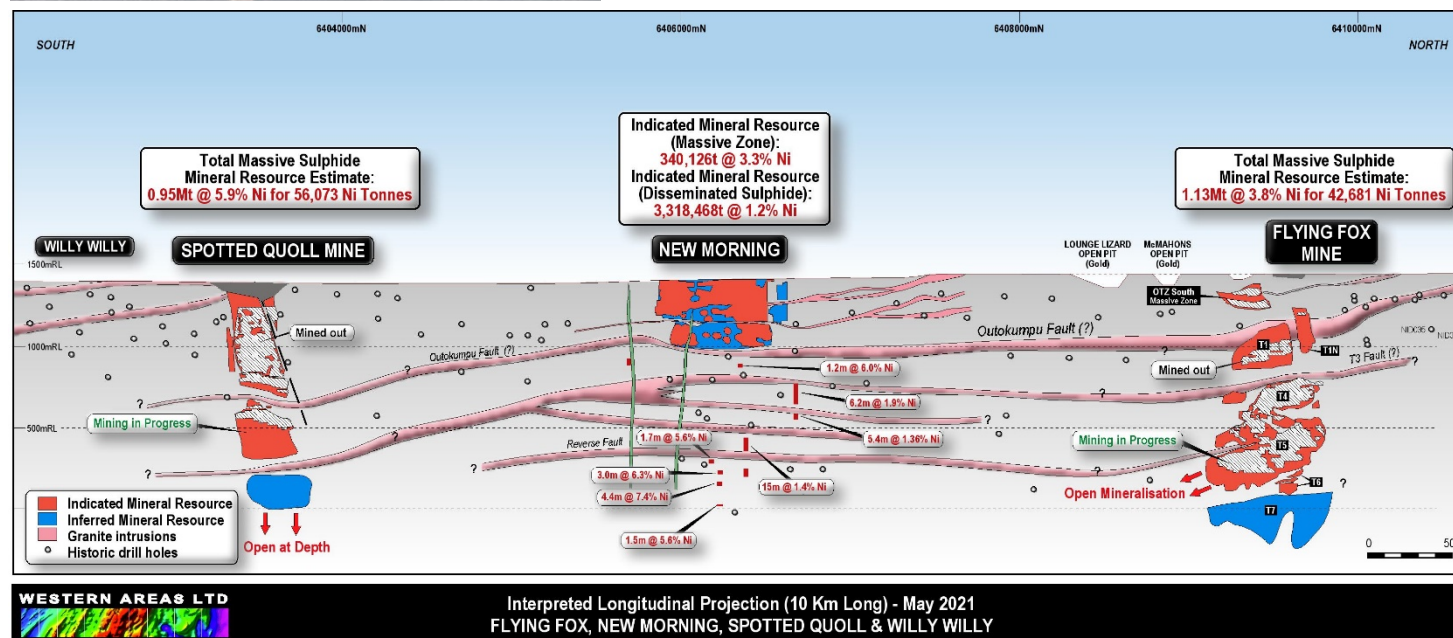 6404000mN
6406000mN
6408000mN
6410000mN
SOUTH
NORTH
Total Massive Sulphide
Mineral Resource Estimate:
0.95Mt @ 5.9% Ni for 56,073 Ni Tonnes
Indicated Mineral Resource
(Massive Zone):
340,126t @ 3.3% Ni
Indicated Mineral Resource
(Disseminated Sulphide):
3,318,468t @ 1.2% Ni
Total Massive Sulphide
Mineral Resource Estimate:
1.13Mt @ 3.8% Ni for 42,681 Ni Tonnes
WILLY WILLY
SPOTTED QUOLL MINE
NEW MORNING
LOUNGE LIZARD
OPEN PIT
(Gold)
McMAHONS
OPEN PIT
(Gold)
FLYING FOX
MINE
1500mRL
OTZ South
Massive Zone
Mined out
Outokumpu Fault (?)
1000mRL
Outokumpu Fault (?)
T1
T1N
T3 Fault (?)
Mined out
1.2m @ 6.0% Ni
?
?
?
?
6.2m @ 1.9% Ni
T4
Mining in Progress
500mRL
?
?
5.4m @ 1.36% Ni
Mining in Progress
T5
Reverse Fault
1.7m @ 5.6% Ni
?
?
?
3.0m @ 6.3% Ni
15m @ 1.4% Ni
4.4m @ 7.4% Ni
Open Mineralisation
T6
?
T7
1.5m @ 5.6% Ni
Indicated Mineral Resource
Inferred Mineral Resource
Granite intrusions
Historic drill holes
Open at Depth
0
WESTERN AREAS LTD
Interpreted Longitudinal Projection (10 Km Long) - May 2021
FLYING FOX, NEW MORNING, SPOTTED QUOLL & WILLY WILLY